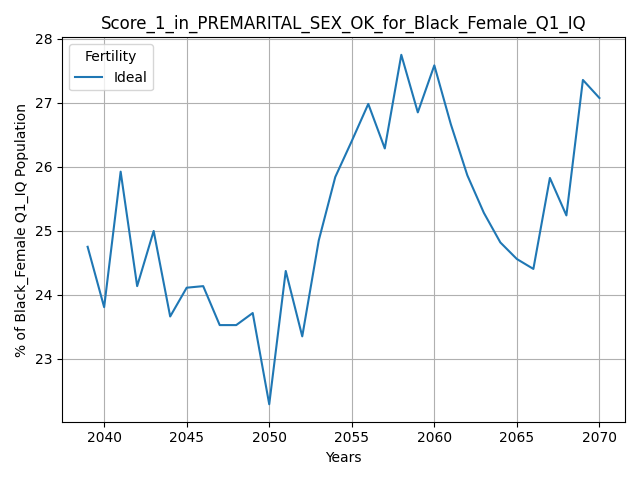 Score_1_in_PREMARITAL_SEX_OK_for_Black_Female_Q1_IQ
Fertility
Ideal
% of Black_Female Q1_IQ Population
28
27
26
25
24
23
2040 2045 2050 2055 2060 2065 2070
Years